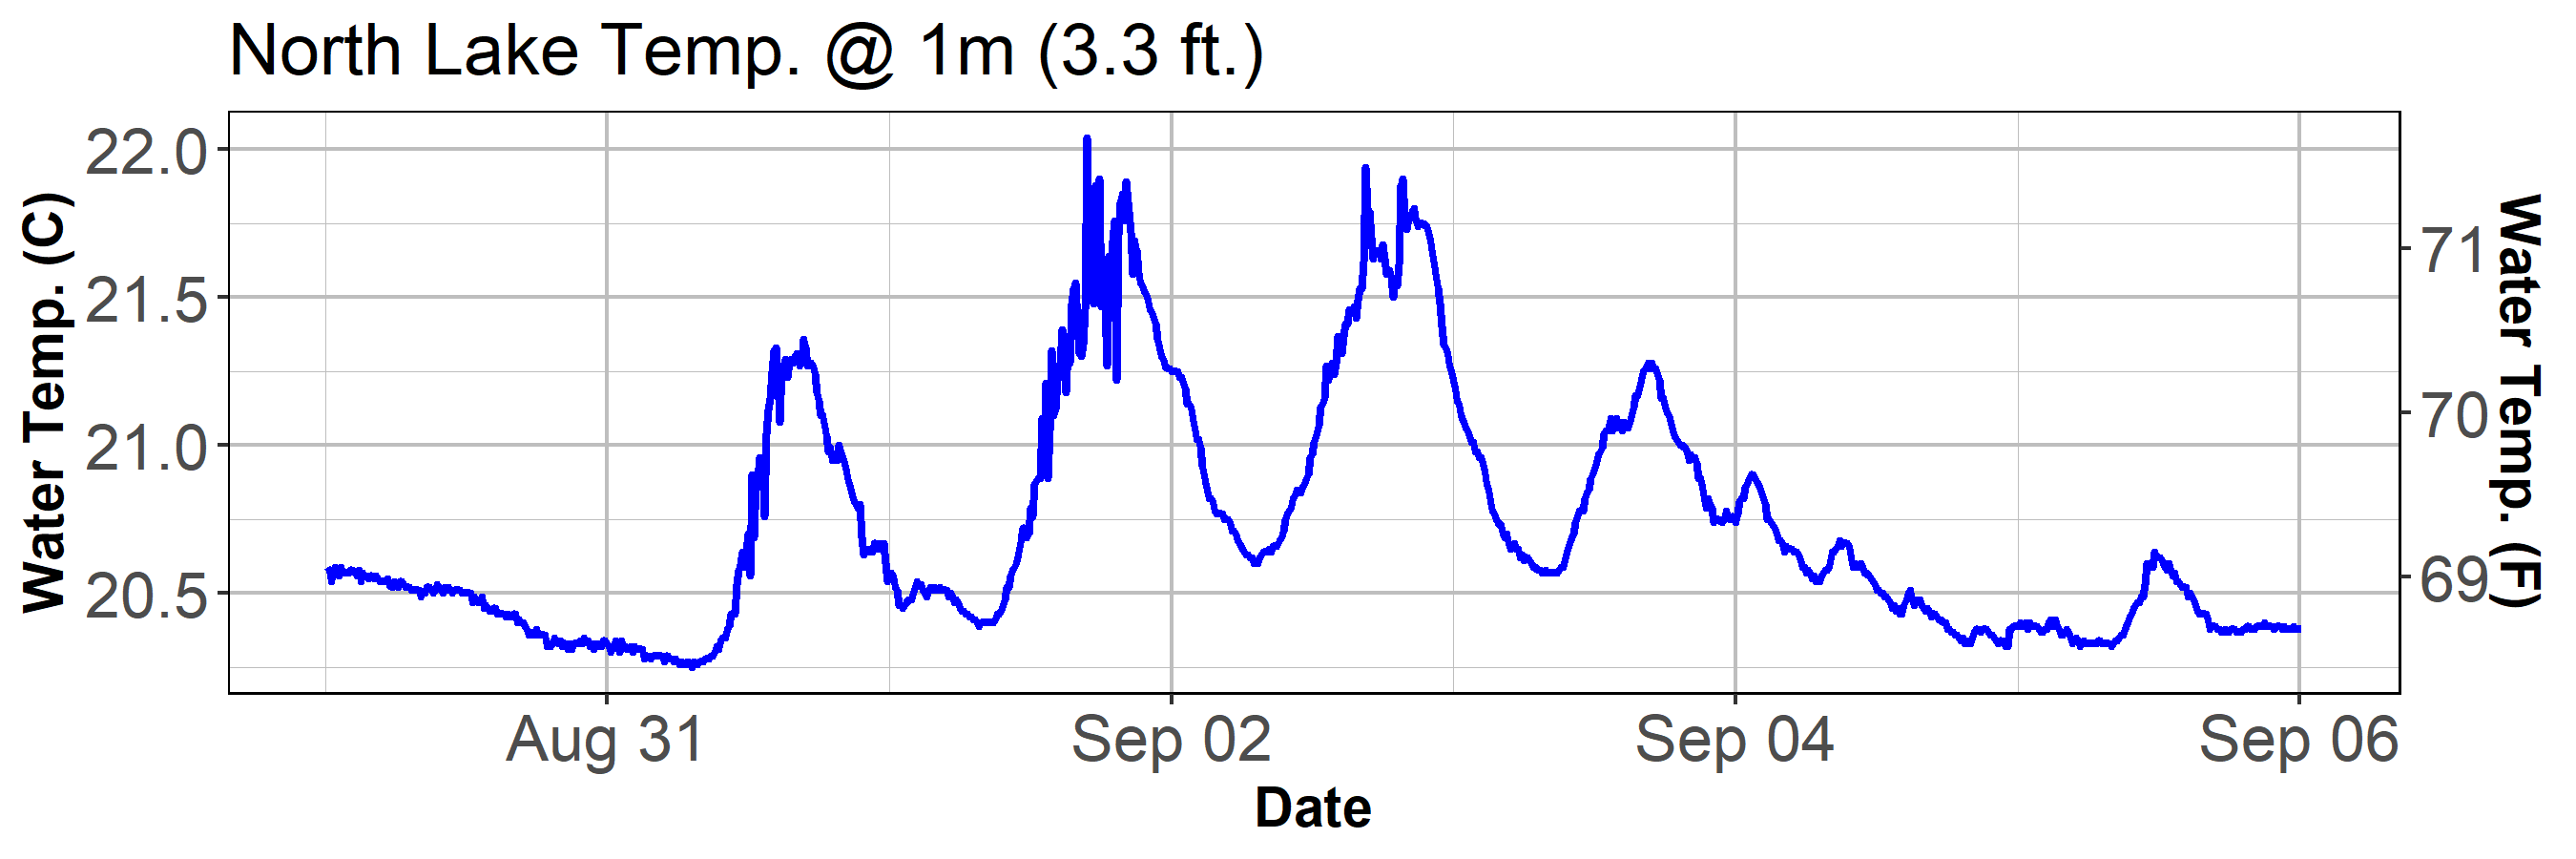 North Lake Temp. @ 1m (3.3 ft.)
Water Temp. (C)
22.0
21.5
21.0
20.5
71
70
69
Water Temp. (F)
Aug 31
Sep 02
Sep 04
Sep 06
Date